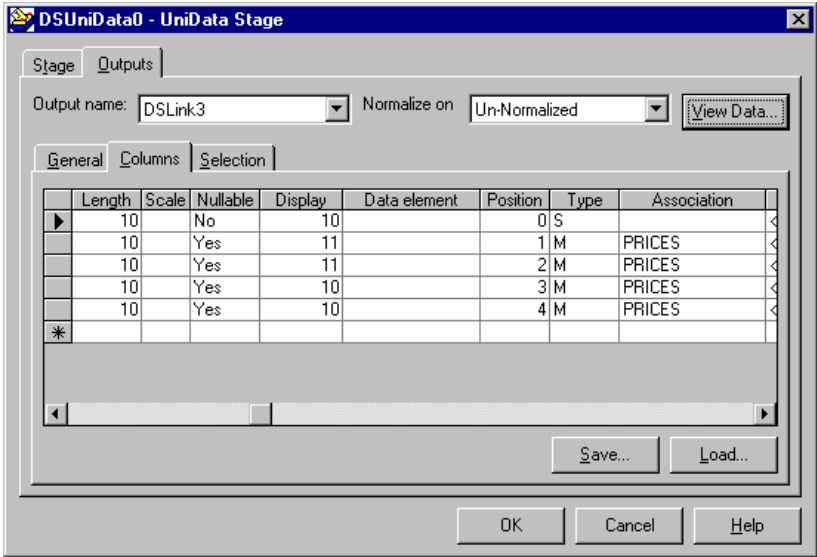 DSUniData0 - UniData Stage
Stage Outputs
Output name: DSLink3 Normalize on Un-Normalized View Data...
General Columns Selection
Length Scale Nullable Display Data element Position Type Association
10 No 10 0 S
10 Yes 11 1 M PRICES <
10 Yes 11 2 M PRICES <
10 Yes 10 3 M PRICES <
10 Yes 10 4 M PRICES <
*
Save... Load...
OK Cancel Help